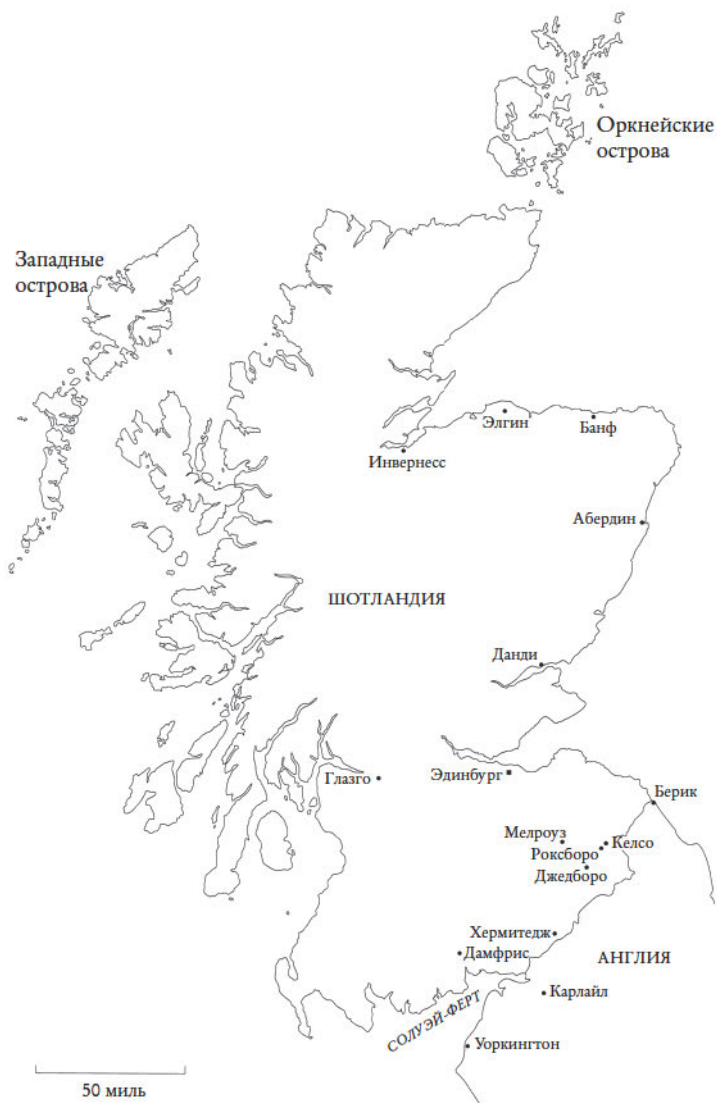 Оркнейские
острова
Западные
острова
Элгин
Банф
Инвернесс
Абердин
ШОТЛАНДИЯ
Данди
Глазго
Эдинбург
Берик
Мелроуз
Келсо
Роксборо
Джедборо
Хермитедж
Дамфрис
АНГЛИЯ
Карлайл
СОЛУЭЙ-ФЕРТ
Уоркингтон
50 миль